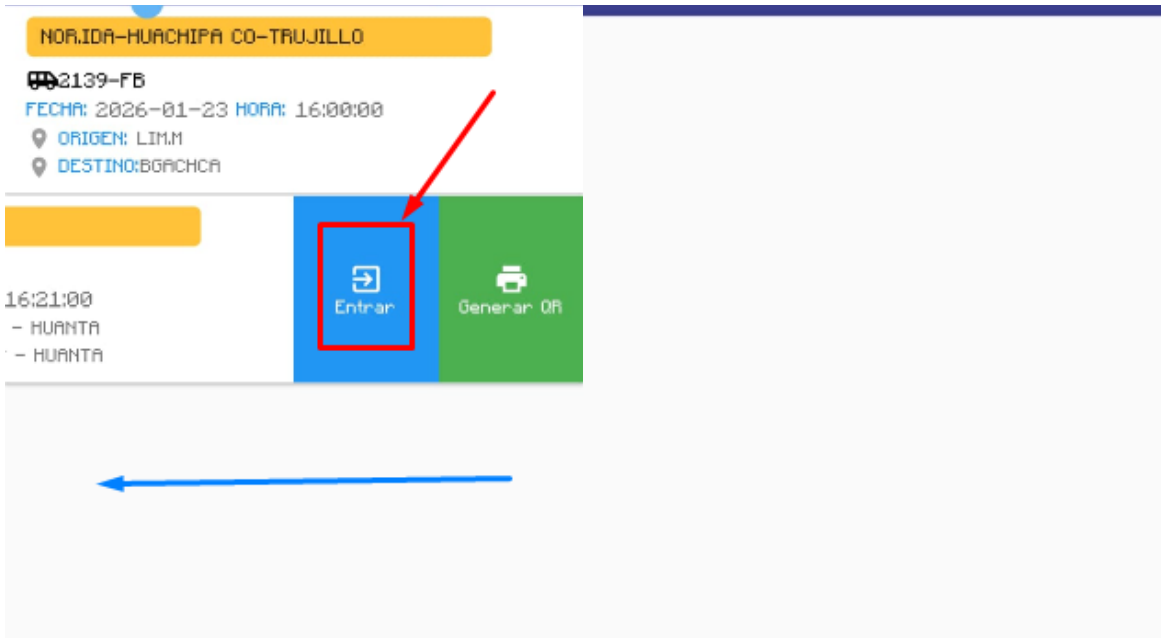 NOR.IDA-HUACHIPA CO-TRUJILLO
2139-FB
FECHA: 2026-01-23 HORA: 16:00:00
ORIGEN: LIM.M
DESTINO:BGACHCA
16:21:00
- HUANTA
- HUANTA
Entrar
Generar QR